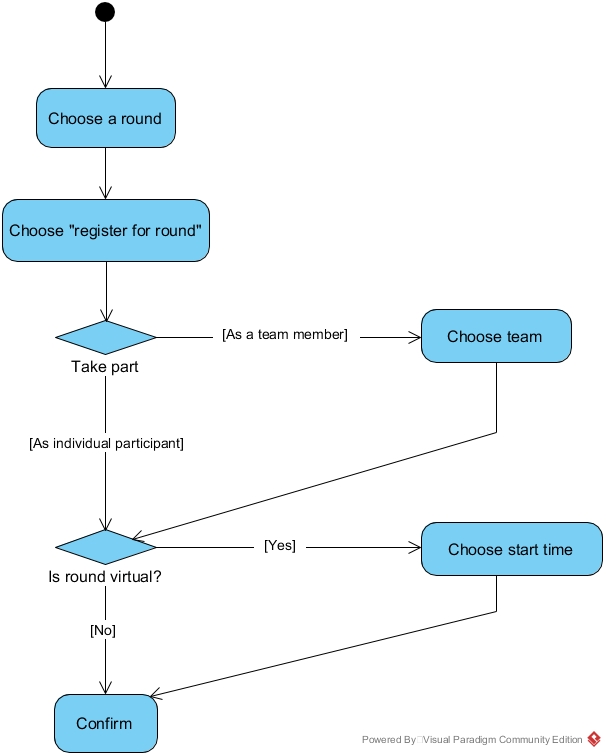 Choose a round
Choose "register for round"
[As a team member]
Choose team
Take part
[As individual participant]
[Yes]
Choose start time
Is round virtual?
[No]
Confirm
Powered By Visual Paradigm Community Edition